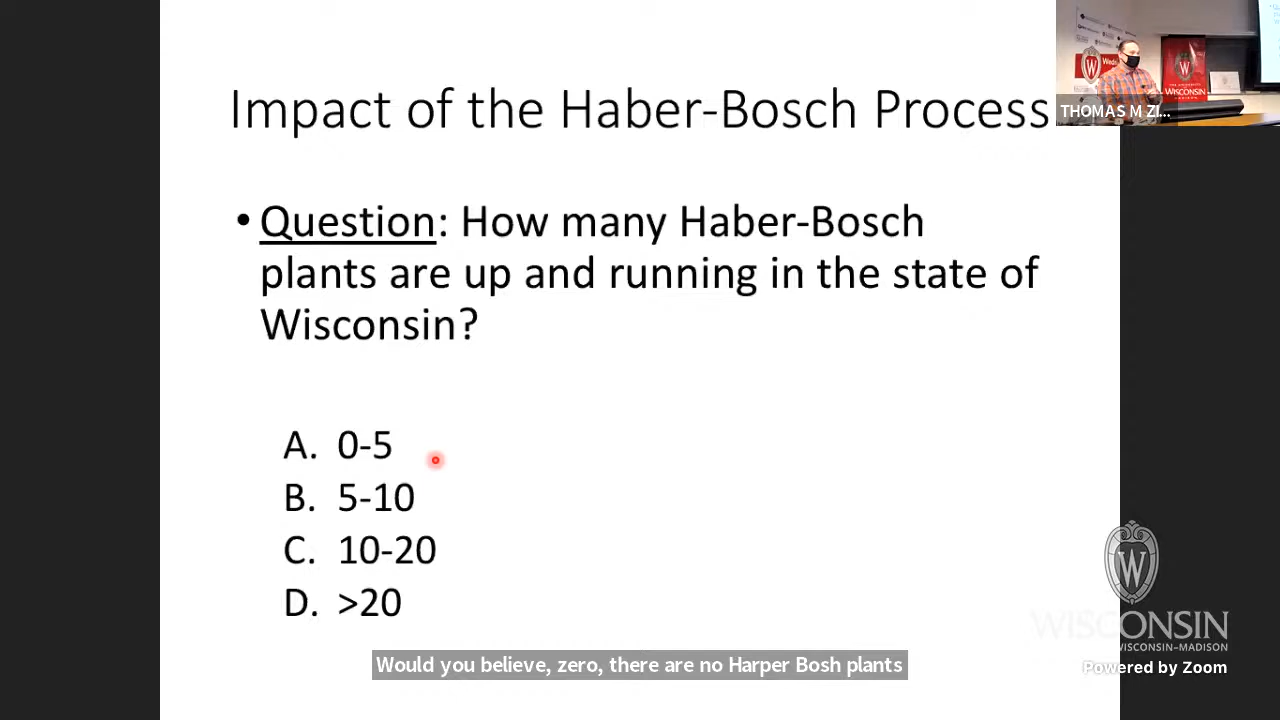 Impact of the Haber-Bosch Process
THOMAS M ZI...
WISCONSIN
• Question: How many Haber-Bosch
plants are up and running in the state of
Wisconsin?
A. 0-5
B. 5-10
C. 10-20
D. >20
W
WISCONSIN
WISCONSIN–MADISON
Would you believe, zero, there are no Harper Bosh plants
Powered by Zoom